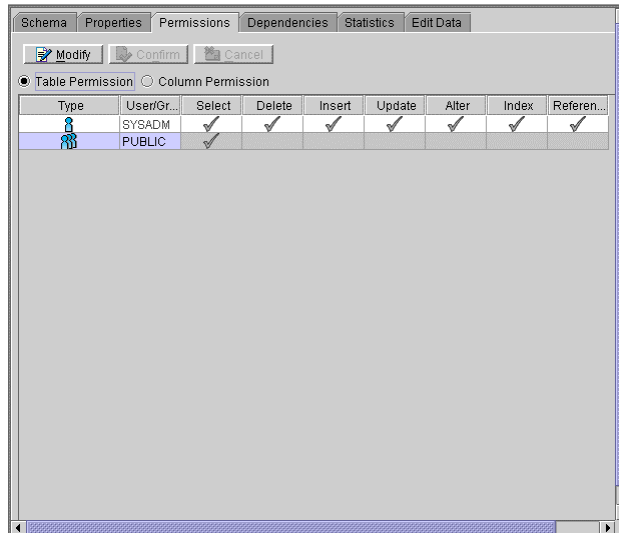 Schema Properties Permissions Dependencies Statistics Edit Data
Modify Confirm Cancel
Table Permission Column Permission
Type User/Gr... Select Delete Insert Update Alter Index Referen...
SYSADM
PUBLIC